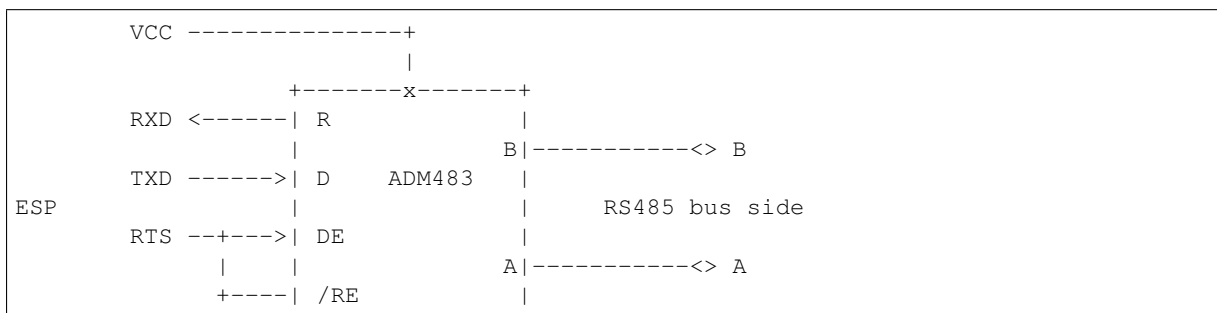 VCC ---------------+
|
+-------x-------+
RXD <------| R |
| B|-----------<> B
TXD ------>| D ADM483 |
ESP | | RS485 bus side
RTS --+--->| DE |
| | A|-----------<> A
+----| /RE |